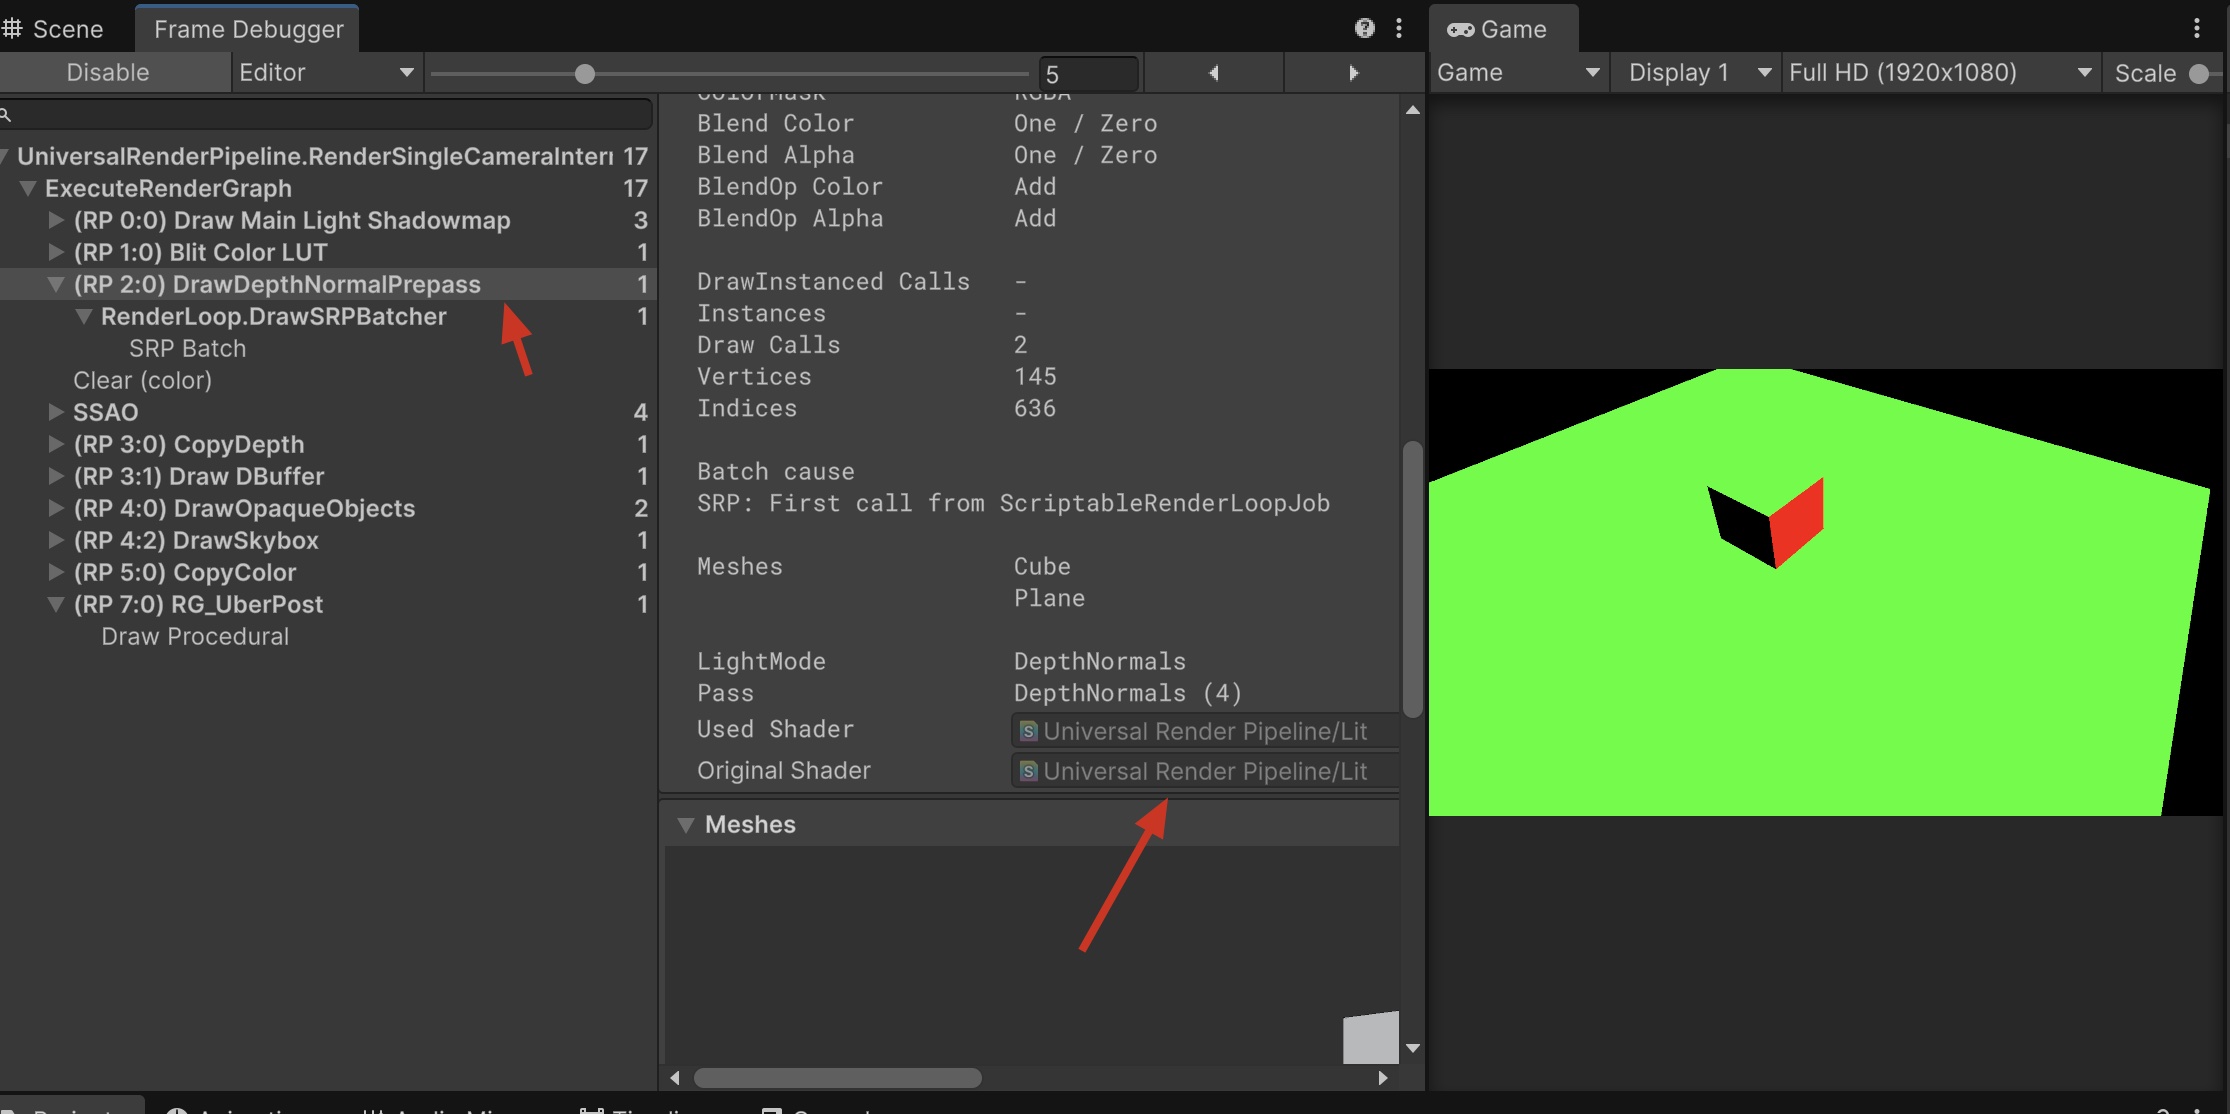 Scene
Frame Debugger
Disable
Editor
5
UniversalRenderPipeline.RenderSingleCameraInter 17
ExecuteRenderGraph 17
(RP 0:0) Draw Main Light Shadowmap 3
(RP 1:0) Blit Color LUT 1
(RP 2:0) DrawDepthNormalPrepass 1
RenderLoop.DrawSRPBatcher 1
SRP Batch
Clear (color)
SSAO 4
(RP 3:0) CopyDepth 1
(RP 3:1) Draw DBuffer 1
(RP 4:0) DrawOpaqueObjects 2
(RP 4:2) DrawSkybox 1
(RP 5:0) CopyColor 1
(RP 7:0) RG_UberPost 1
Draw Procedural
ColorMask RGBA
Blend Color One / Zero
Blend Alpha One / Zero
BlendOp Color Add
BlendOp Alpha Add
DrawInstanced Calls -
Instances -
Draw Calls 2
Vertices 145
Indices 636
Batch cause
SRP: First call from ScriptableRenderLoopJob
Meshes Cube
Plane
LightMode DepthNormals
Pass DepthNormals (4)
Used Shader Universal Render Pipeline/Lit
Original Shader Universal Render Pipeline/Lit
Meshes
Game
Game
Display 1
Full HD (1920x1080)
Scale